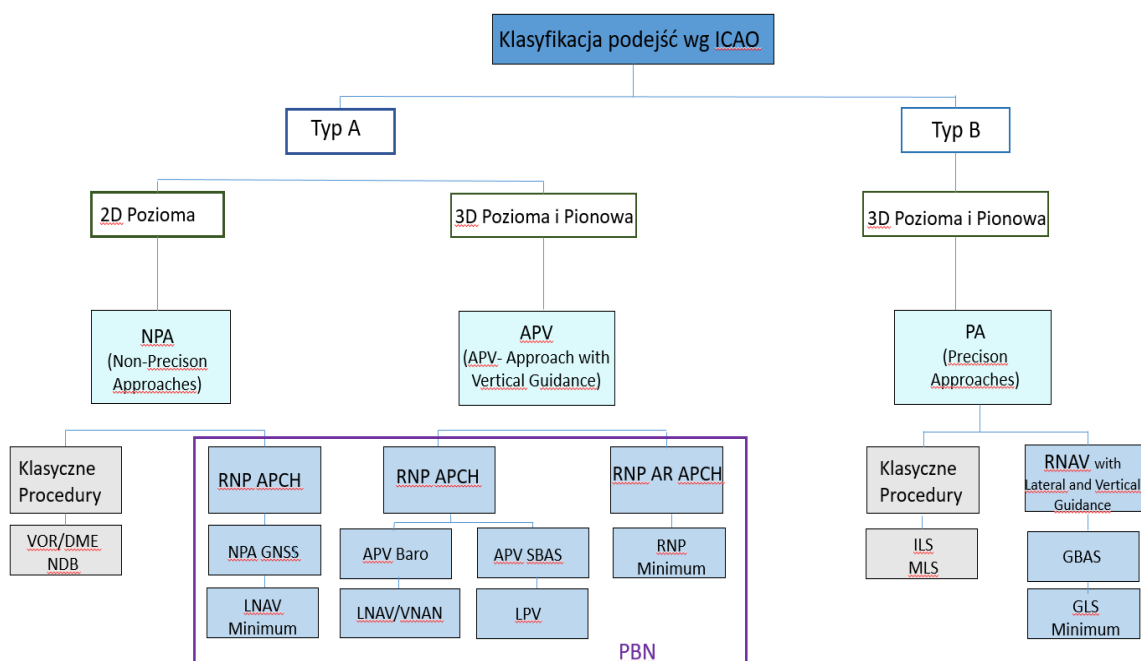 Klasyfikacja podejść wg ICAO
Typ A
Typ B
2D Pozioma
3D Pozioma i Pionowa
3D Pozioma i Pionowa
NPA
(Non-Precison
Approaches)
APV
(APV- Approach with
Vertical Guidance)
PA
(Precison
Approaches)
Klasyczne
Procedury
RNP APCH
RNP APCH
RNP AR APCH
Klasyczne
Procedury
RNAV with
Lateral and Vertical
Guidance
VOR/DME
NDB
NPA GNSS
APV Baro
APV SBAS
RNP
Minimum
ILS
MLS
GBAS
LNAV
Minimum
LNAV/VNAN
LPV
GLS
Minimum
PBN